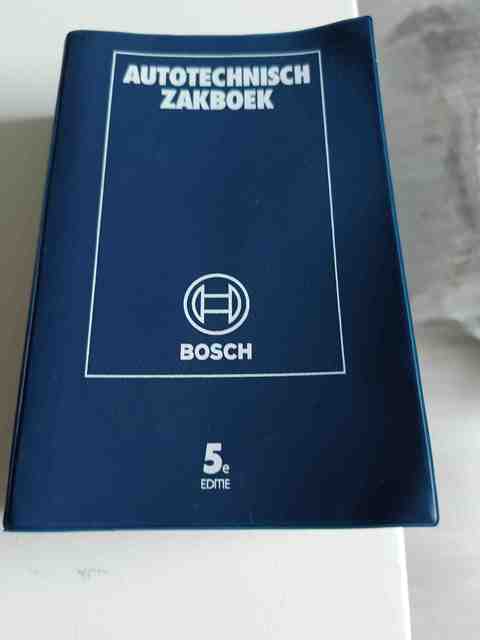 AUTOTECHNISCH
ZAKBOEK
BOSCH
5e
EDITIE